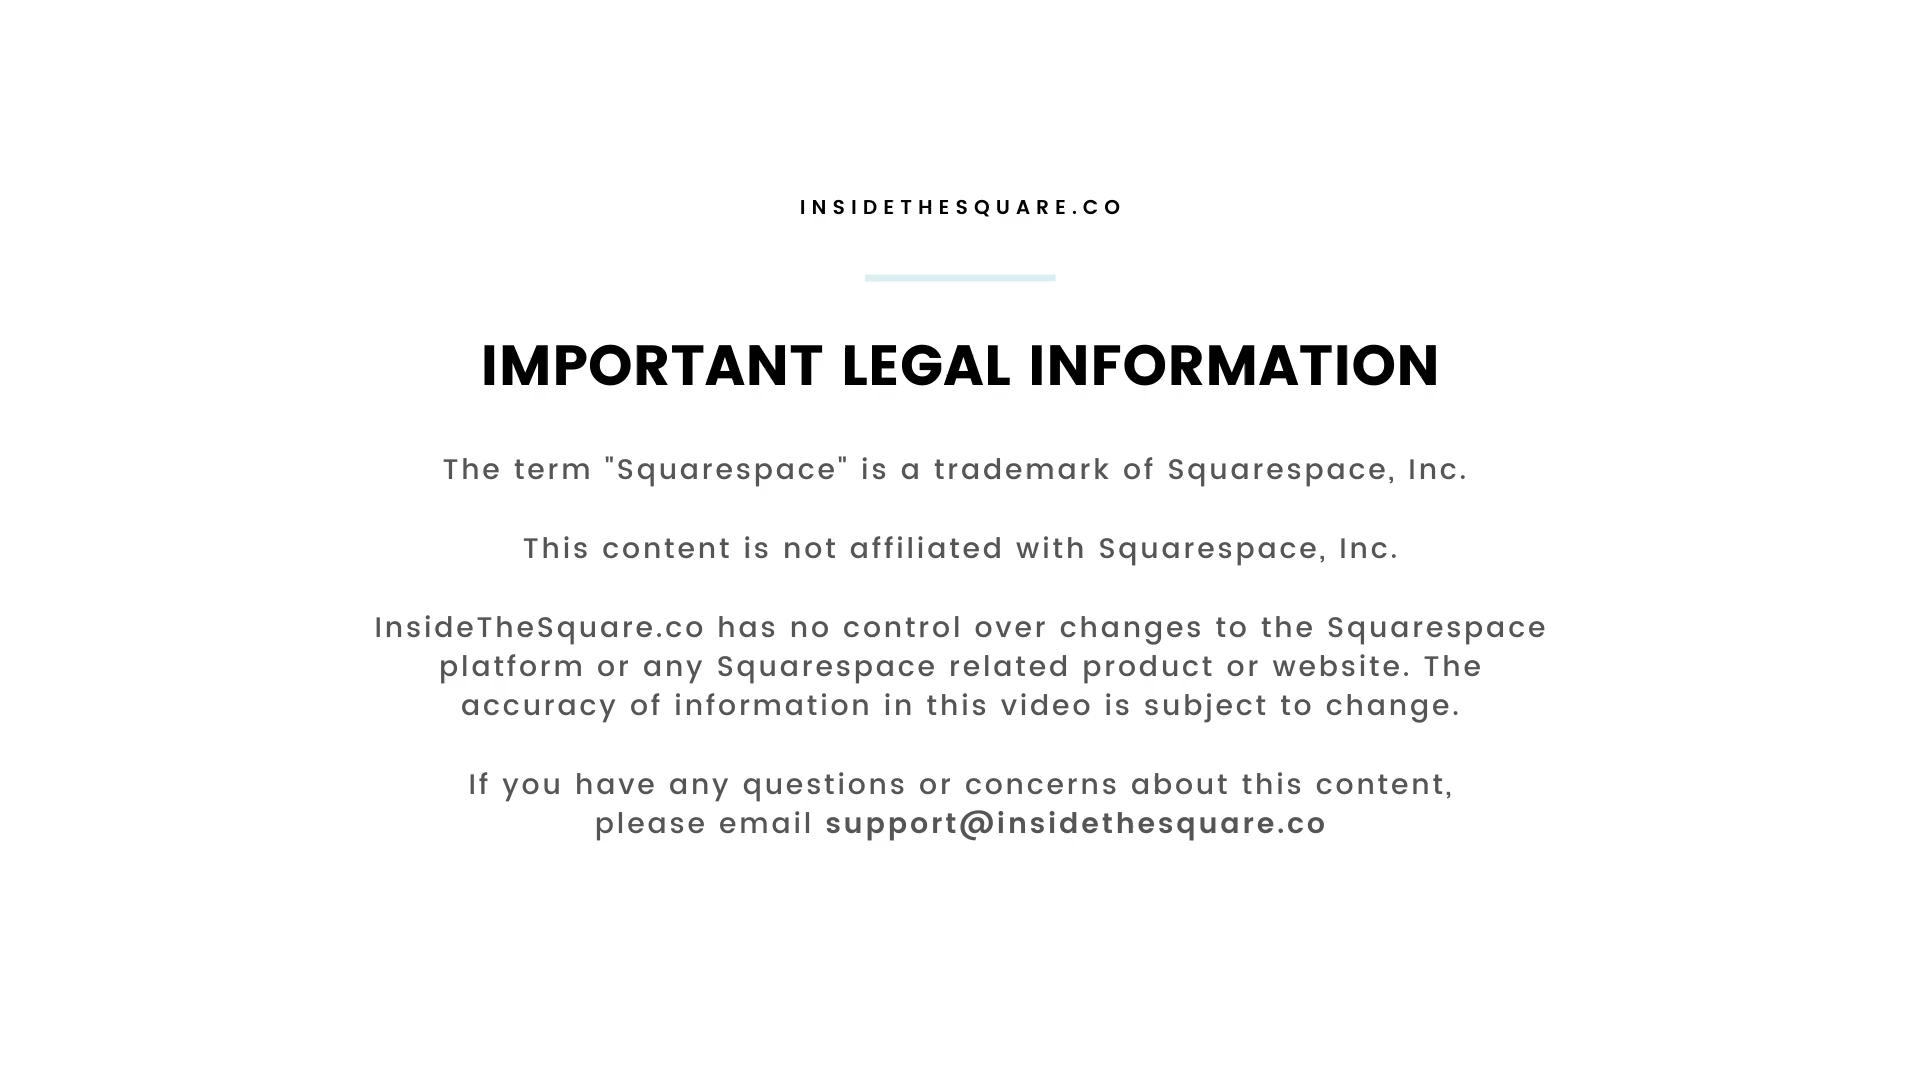 INSIDETHESQUARE.CO
IMPORTANT LEGAL INFORMATION
The term "Squarespace" is a trademark of Squarespace, Inc.
This content is not affiliated with Squarespace, Inc.
InsideTheSquare.co has no control over changes to the Squarespace
platform or any Squarespace related product or website. The
accuracy of information in this video is subject to change.
If you have any questions or concerns about this content,
please email support@insidethesquare.co